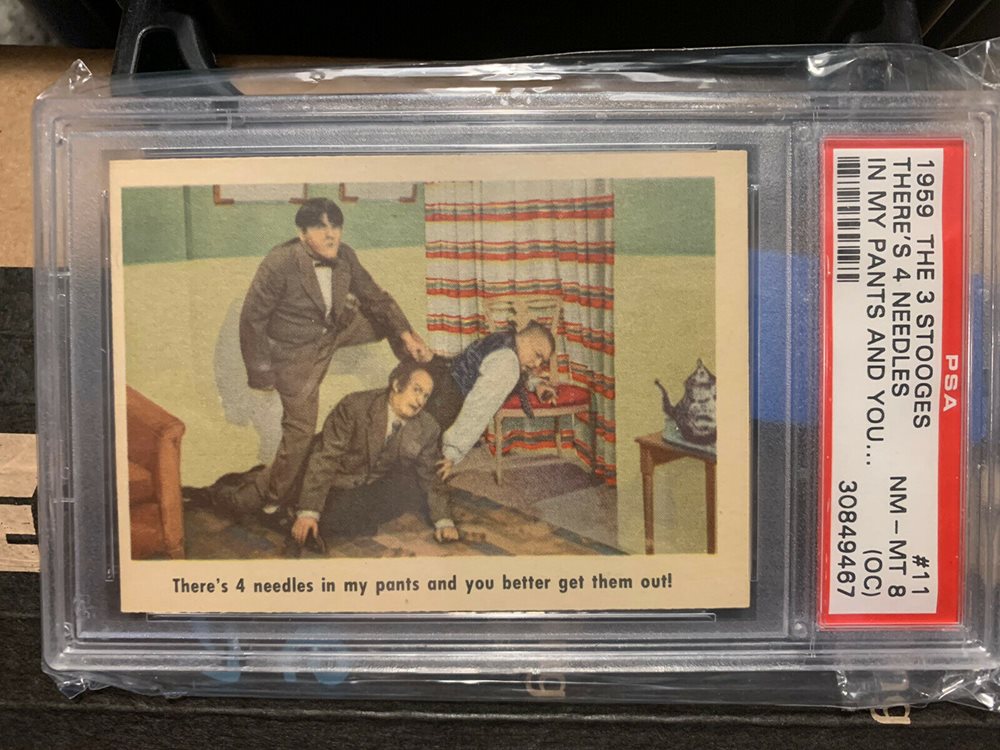 There's 4 needles in my pants and you better get them out!
PSA
1959 THE 3 STOOGES #11
THERE'S 4 NEEDLES NM-MT 8
IN MY PANTS AND YOU... (OC)
30849467